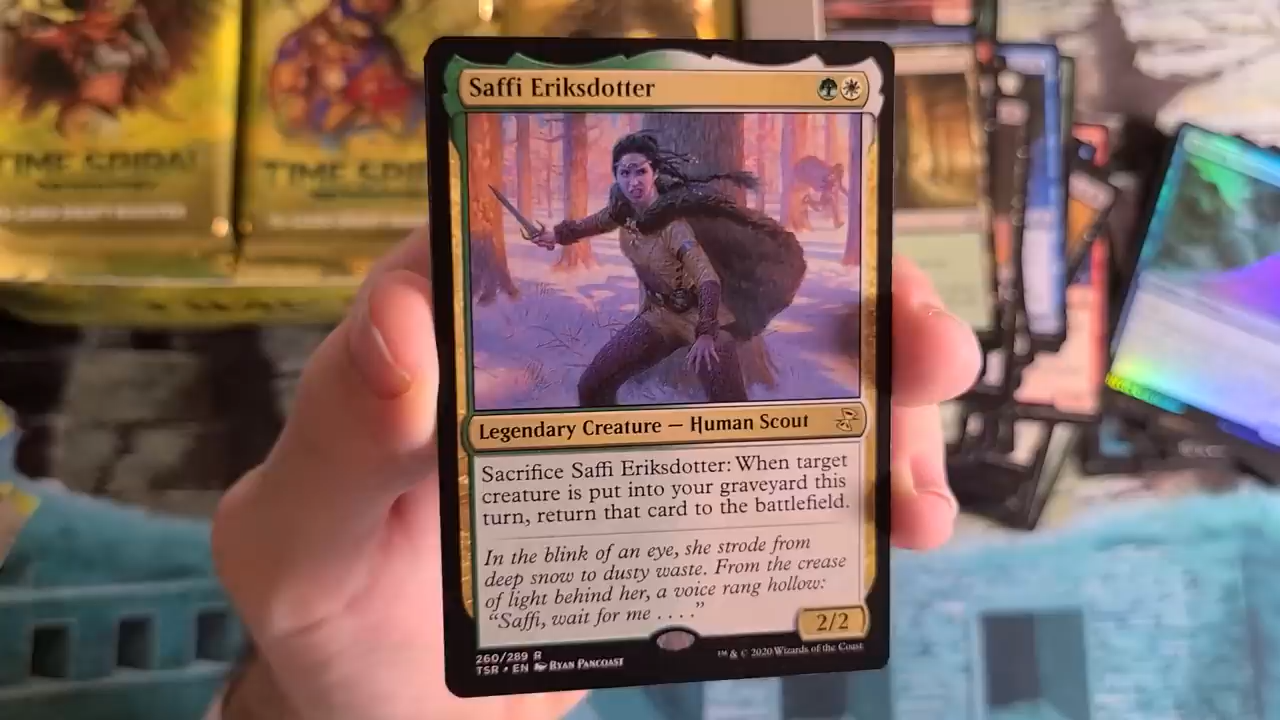 TIME SPIRAL
TIME SPIRAL
Saffi Eriksdotter
Legendary Creature — Human Scout
Sacrifice Saffi Eriksdotter: When target
creature is put into your graveyard this
turn, return that card to the battlefield.
In the blink of an eye, she strode from
deep snow to dusty waste. From the crease
of light behind her, a voice rang hollow:
“Saffi, wait for me . . . .”
2/2
260/289 R
TSR • EN RYAN PANCOAST
™ & © 2020 Wizards of the Coast